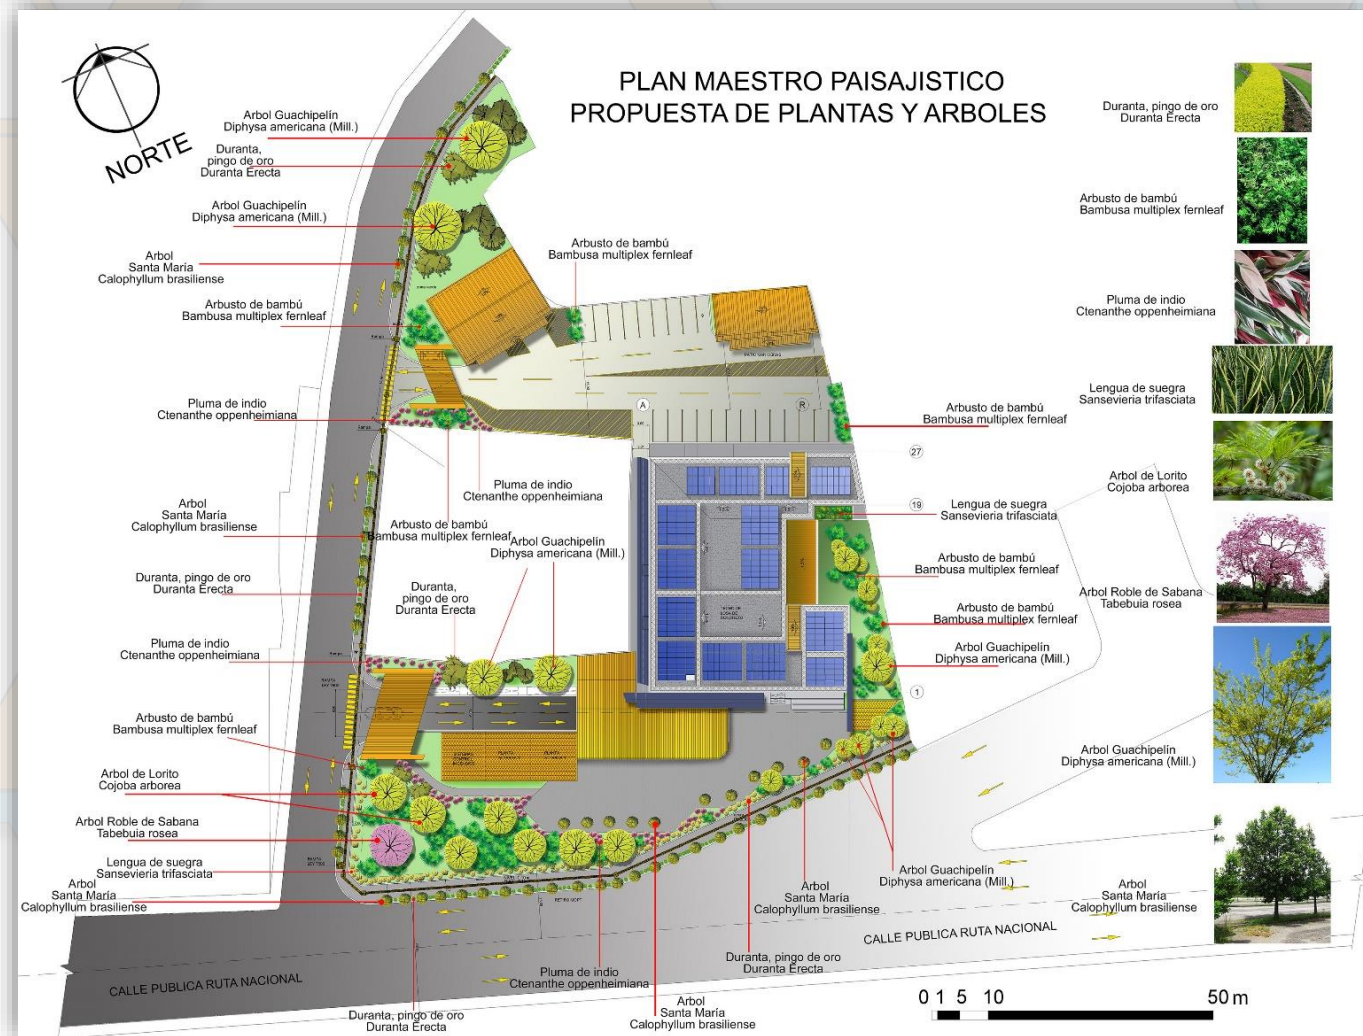 PLAN MAESTRO PAISAJISTICO
PROPUESTA DE PLANTAS Y ARBOLES
NORTE
Arbol Guachipelín
Diphysa americana (Mill.)
Duranta,
pingo de oro
Duranta Erecta
Arbol Guachipelín
Diphysa americana (Mill.)
Arbol
Santa María
Calophyllum brasiliense
Arbusto de bambú
Bambusa multiplex fernleaf
Arbusto de bambú
Bambusa multiplex fernleaf
Pluma de indio
Ctenanthe oppenheimiana
Pluma de indio
Ctenanthe oppenheimiana
Arbol
Santa María
Calophyllum brasiliense
Arbusto de bambú
Bambusa multiplex fernleaf
Arbol Guachipelín
Diphysa americana (Mill.)
Duranta, pingo de oro
Duranta Erecta
Duranta,
pingo de oro
Duranta Erecta
Pluma de indio
Ctenanthe oppenheimiana
Arbusto de bambú
Bambusa multiplex fernleaf
Arbol de Lorito
Cojoba arborea
Arbol Roble de Sabana
Tabebuia rosea
Lengua de suegra
Sansevieria trifasciata
Arbol
Santa María
Calophyllum brasiliense
A
R
27
19
1
Arbusto de bambú
Bambusa multiplex fernleaf
Lengua de suegra
Sansevieria trifasciata
Arbusto de bambú
Bambusa multiplex fernleaf
Arbusto de bambú
Bambusa multiplex fernleaf
Arbol Guachipelín
Diphysa americana (Mill.)
Arbol Guachipelín
Diphysa americana (Mill.)
Arbol
Santa María
Calophyllum brasiliense
Duranta, pingo de oro
Duranta Erecta
Pluma de indio
Ctenanthe oppenheimiana
Arbol
Santa María
Calophyllum brasiliense
Duranta, pingo de oro
Duranta Erecta
CALLE PUBLICA RUTA NACIONAL
CALLE PUBLICA RUTA NACIONAL
Duranta, pingo de oro
Duranta Erecta
Arbusto de bambú
Bambusa multiplex fernleaf
Pluma de indio
Ctenanthe oppenheimiana
Lengua de suegra
Sansevieria trifasciata
Arbol de Lorito
Cojoba arborea
Arbol Roble de Sabana
Tabebuia rosea
Arbol Guachipelín
Diphysa americana (Mill.)
Arbol
Santa María
Calophyllum brasiliense
0 1 5 10 50 m